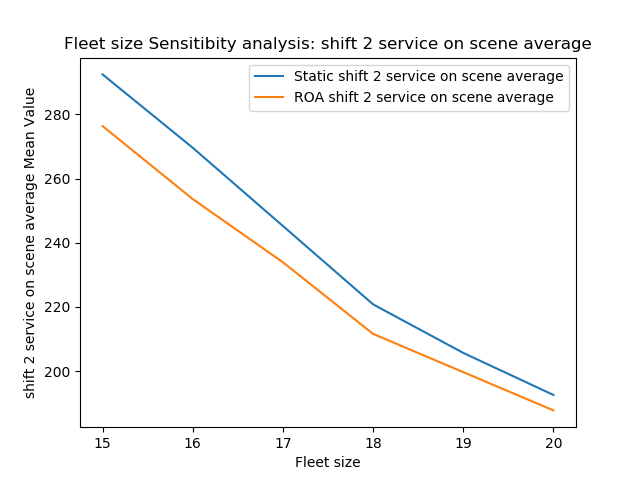 Fleet size Sensitibity analysis: shift 2 service on scene average
Static shift 2 service on scene average
ROA shift 2 service on scene average
shift 2 service on scene average Mean Value
280
260
240
220
200
15 16 17 18 19 20
Fleet size